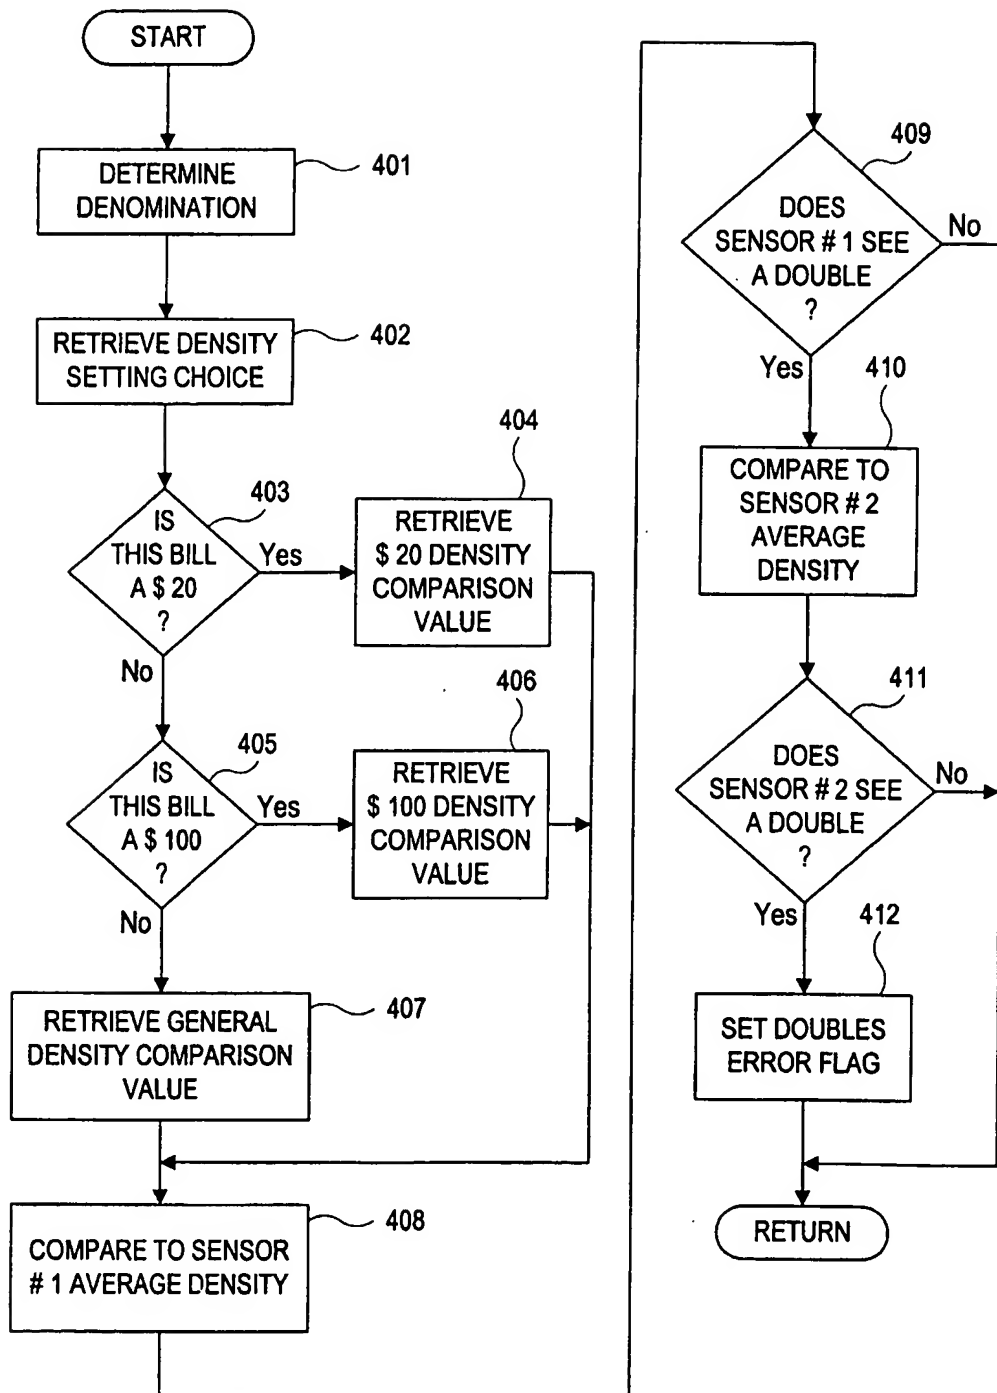 START
401
DETERMINE
DENOMINATION
402
RETRIEVE DENSITY
SETTING CHOICE
403
IS
THIS BILL
A $ 20
?
Yes
No
404
RETRIEVE
$ 20 DENSITY
COMPARISON
VALUE
405
IS
THIS BILL
A $ 100
?
Yes
No
406
RETRIEVE
$ 100 DENSITY
COMPARISON
VALUE
407
RETRIEVE GENERAL
DENSITY COMPARISON
VALUE
408
COMPARE TO SENSOR
# 1 AVERAGE DENSITY
409
DOES
SENSOR # 1 SEE
A DOUBLE
?
No
Yes
410
COMPARE TO
SENSOR # 2
AVERAGE
DENSITY
411
DOES
SENSOR # 2 SEE
A DOUBLE
?
No
Yes
412
SET DOUBLES
ERROR FLAG
RETURN